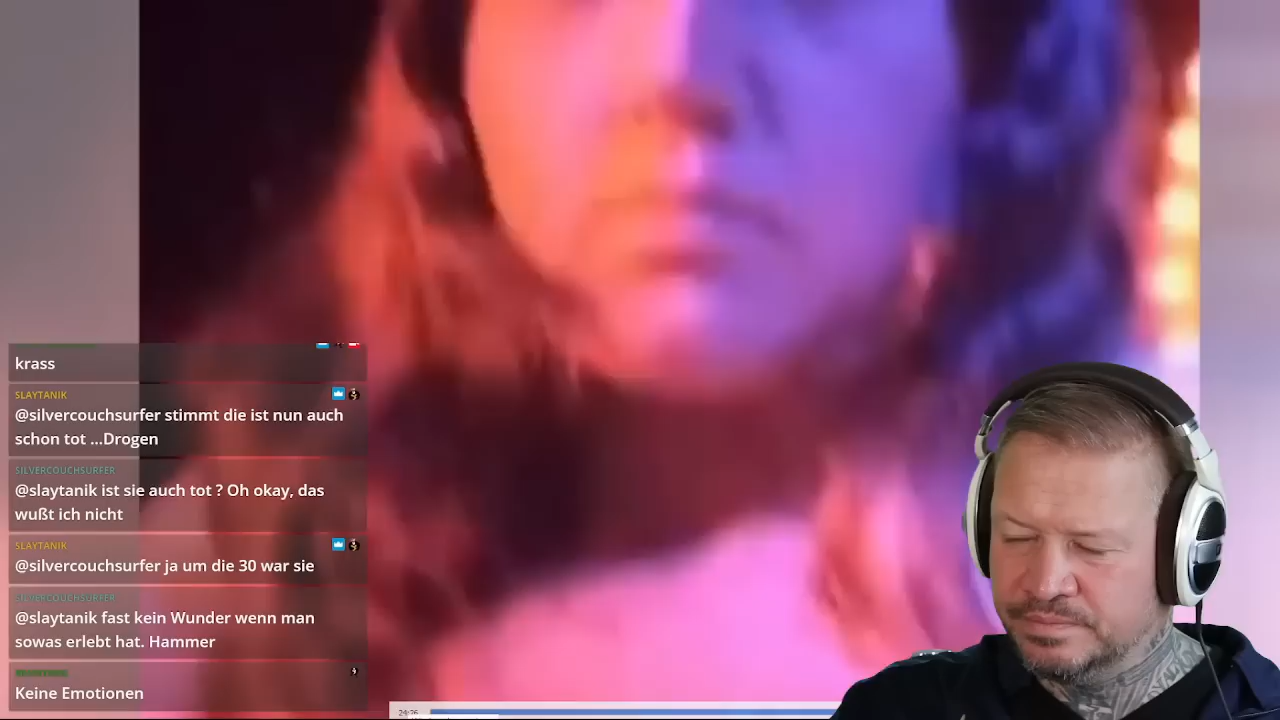 krass
SLAYTANIK
@silvercouchsurfer stimmt die ist nun auch
schon tot ...Drogen
SILVERCOUCHSURFER
@slaytanik ist sie auch tot ? Oh okay, das
wußt ich nicht
SLAYTANIK
@silvercouchsurfer ja um die 30 war sie
SILVERCOUCHSURFER
@slaytanik fast kein Wunder wenn man
sowas erlebt hat. Hammer
Keine Emotionen